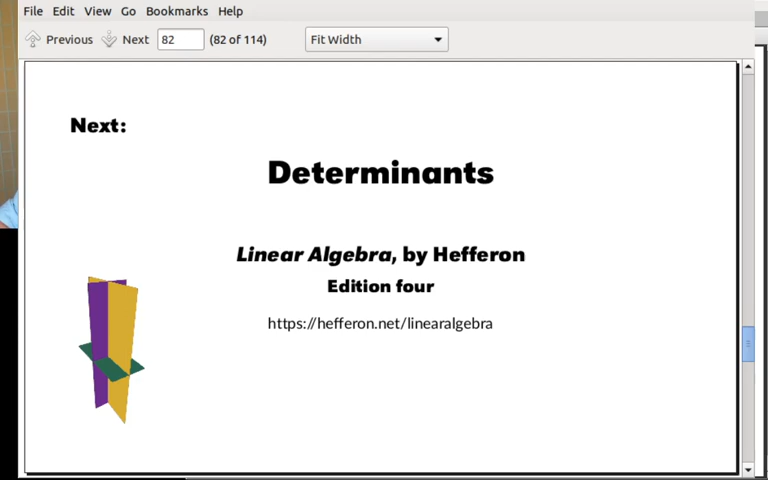 File Edit View Go Bookmarks Help
Previous Next 82 (82 of 114) Fit Width
Next:
Determinants
Linear Algebra, by Hefferon
Edition four
https://hefferon.net/linearalgebra